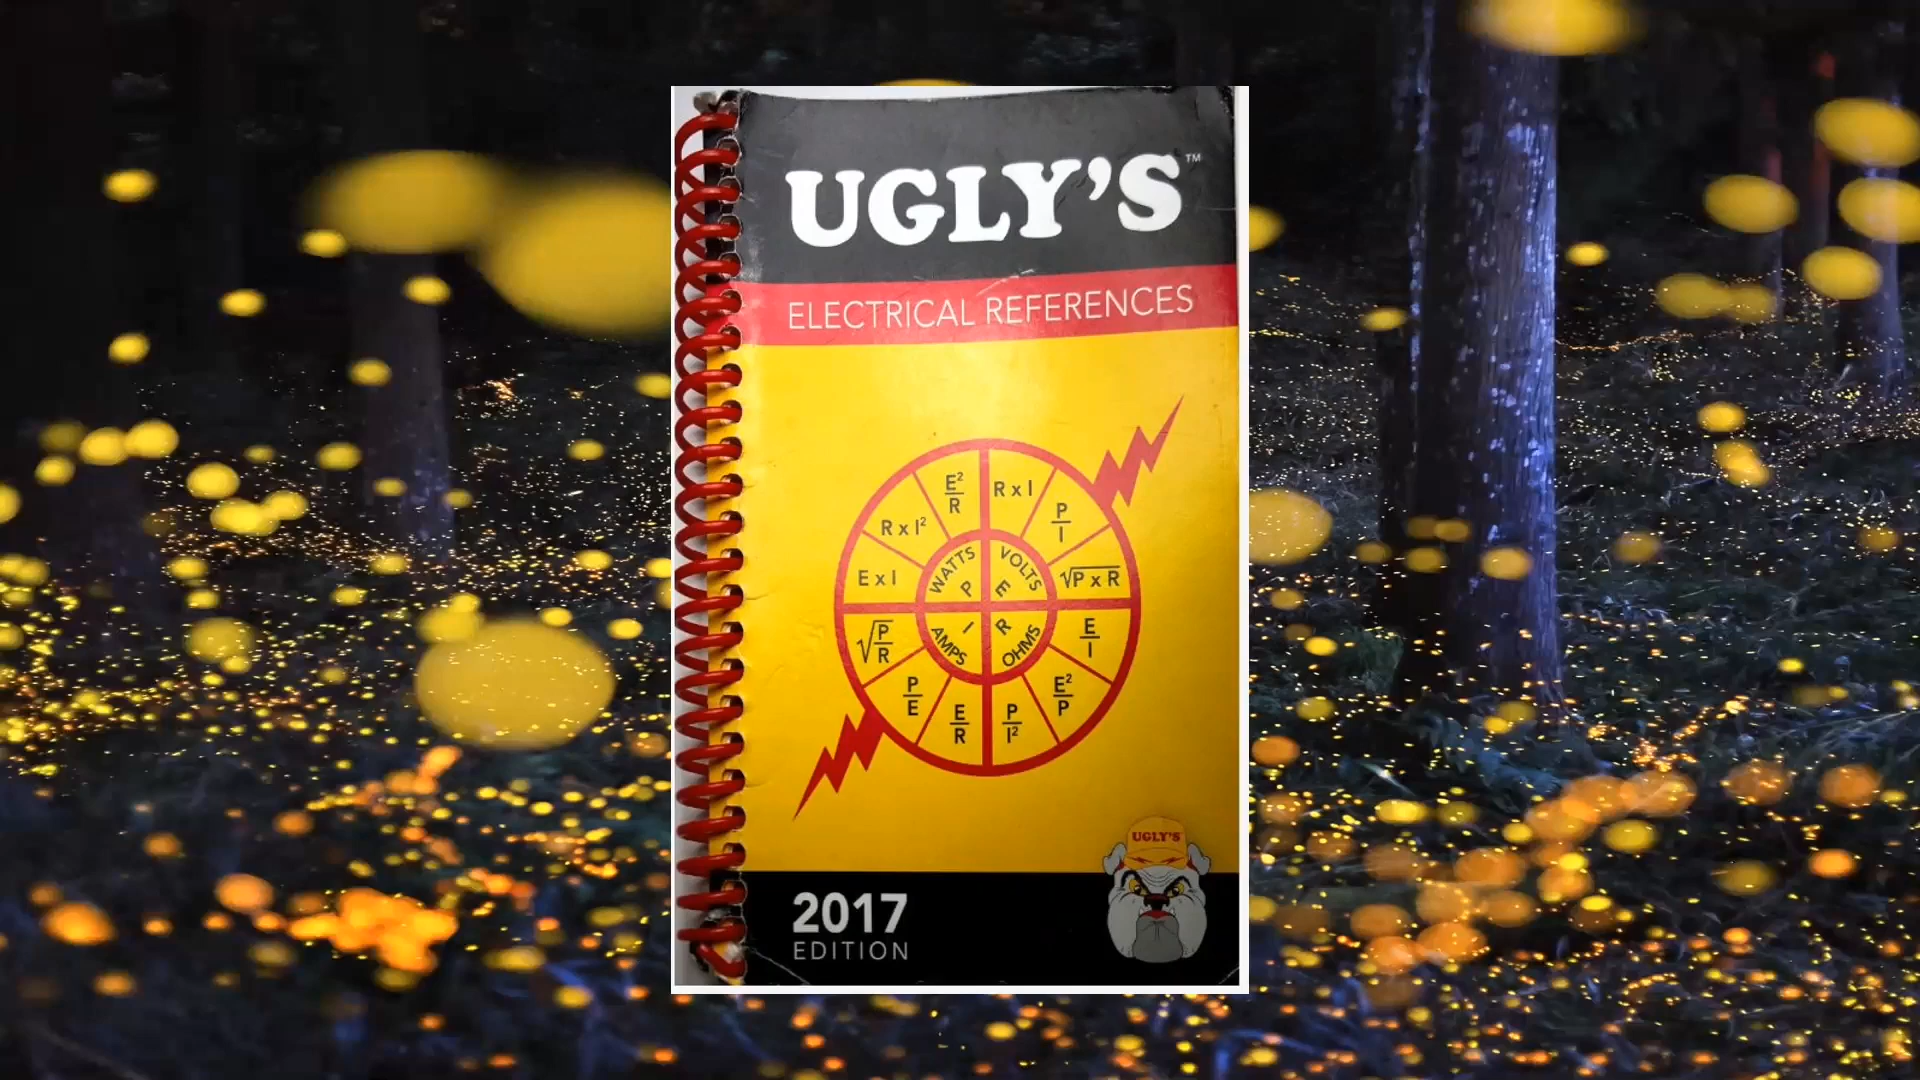 UGLY'S™
ELECTRICAL REFERENCES
E²/R
R x I
R x I²
P/I
E x I
WATTS
VOLTS
√P x R
P
E
I
R
√P/R
AMPS
OHMS
E/I
P/E
E²/P
E/R
P/I²
UGLY'S
2017
EDITION